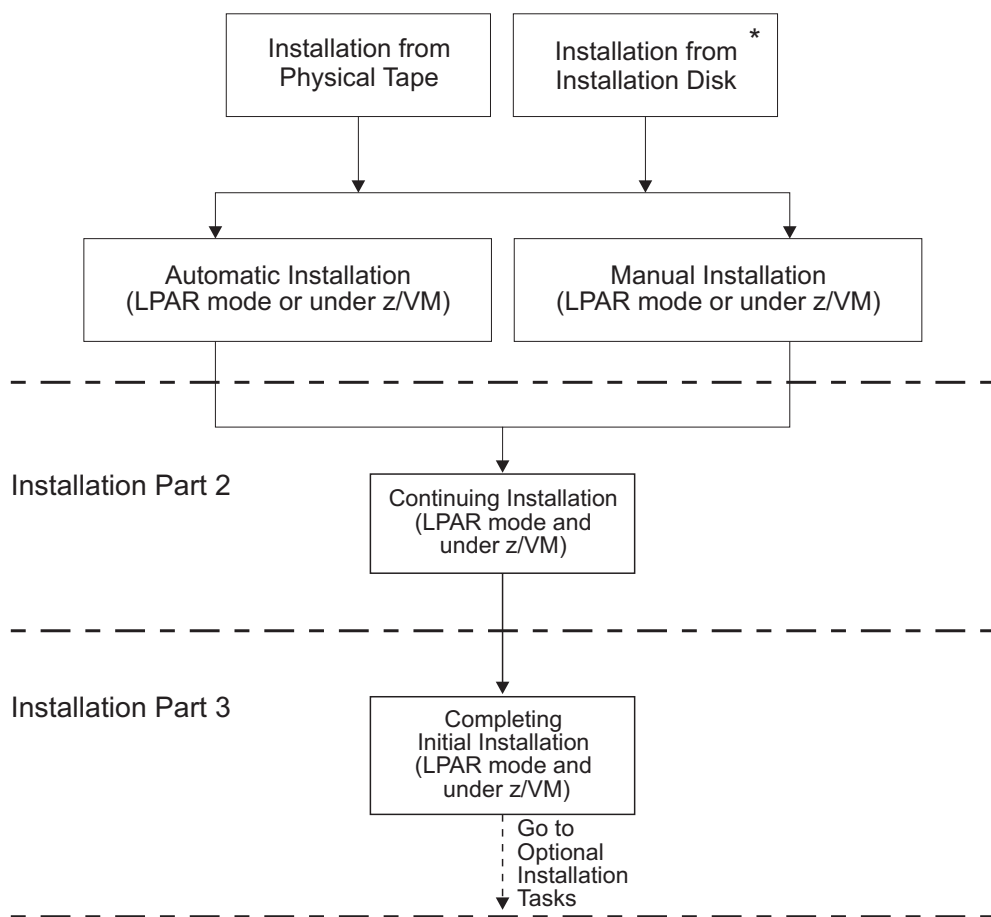 Installation from
Physical Tape
Installation from *
Installation Disk
Automatic Installation
(LPAR mode or under z/VM)
Manual Installation
(LPAR mode or under z/VM)
Installation Part 2
Continuing Installation
(LPAR mode and
under z/VM)
Installation Part 3
Completing
Initial Installation
(LPAR mode and
under z/VM)
Go to
Optional
Installation
Tasks